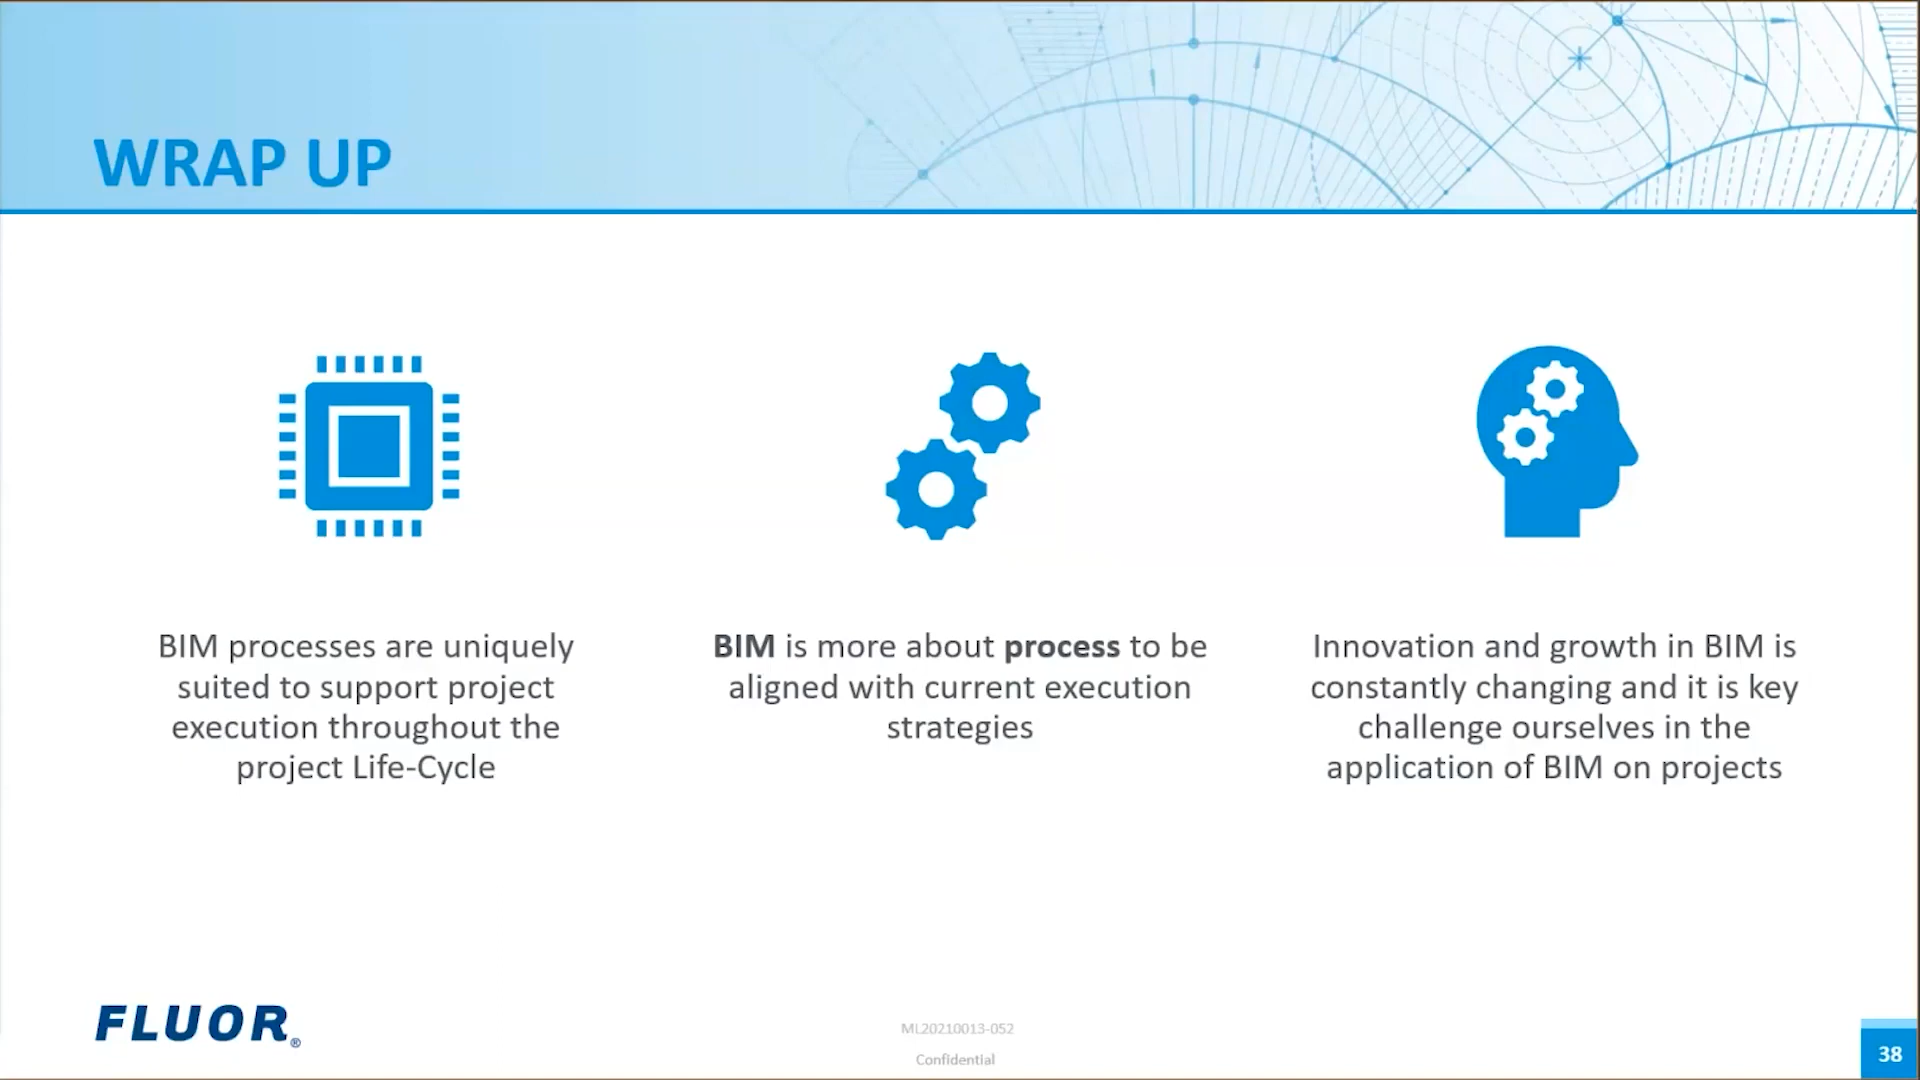 WRAP UP
BIM processes are uniquely
suited to support project
execution throughout the
project Life-Cycle
BIM is more about process to be
aligned with current execution
strategies
Innovation and growth in BIM is
constantly changing and it is key
challenge ourselves in the
application of BIM on projects
FLUOR®
ML20210013-052
Confidential
38